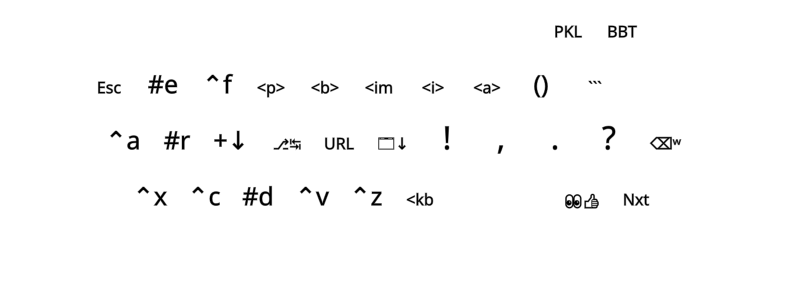 PKL BBT
Esc #e ^f <p> <b> <im <i> <a> () ```
^a #r +↓ ⎇↹ URL 🗔↓ ! , . ? ⌫ʷ
^x ^c #d ^v ^z <kb 👀👍 Nxt